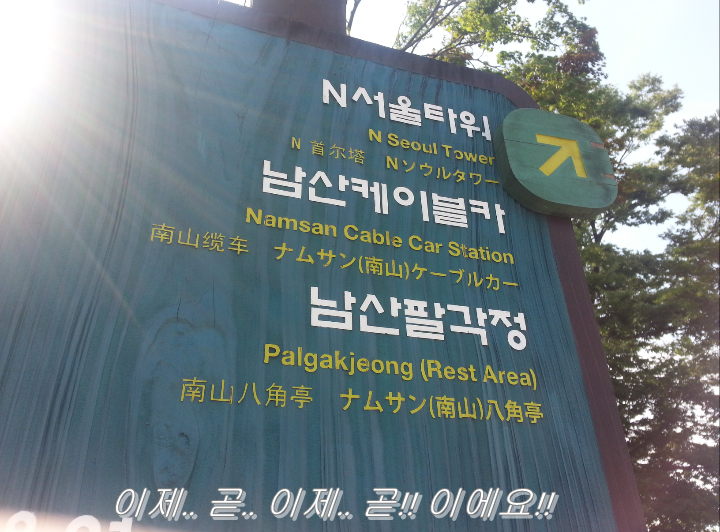 N서울타워
N Seoul Tower
N 首尔塔 Nソウルタワー
남산케이블카
Namsan Cable Car Station
南山缆车 ナムサン(南山)ケーブルカー
남산팔각정
Palgakjeong (Rest Area)
南山八角亭 ナムサン(南山)八角亭
이제.. 곧.. 이제.. 곧!! 이에요!!